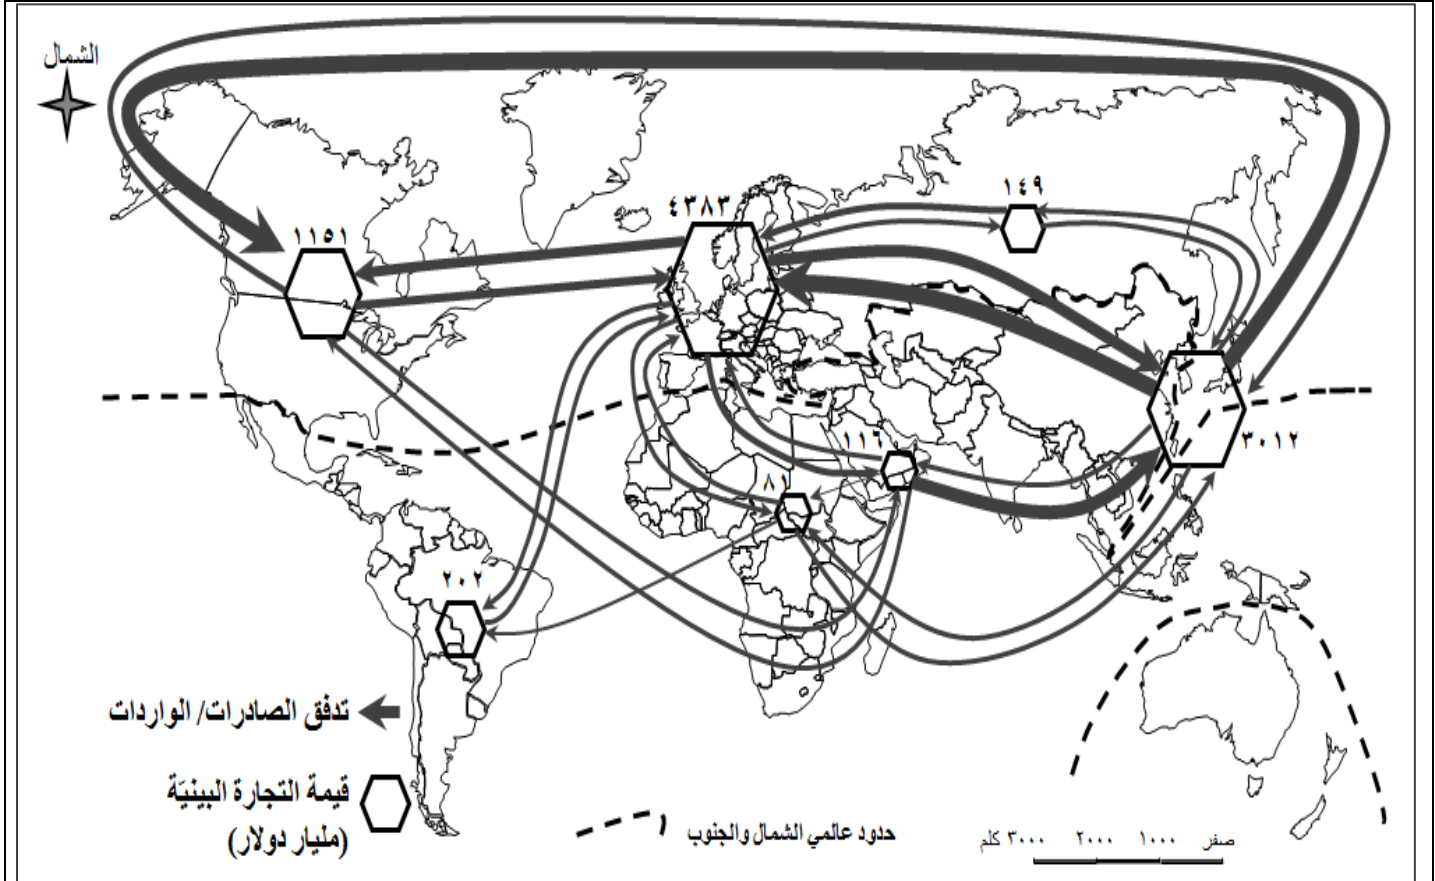 الشمال
٤٣٨٣
١٤٩
١١٥١
٣٠١٢
١١٦
٨١
٢٠٢
تدفق الصادرات/ الواردات
قيمة التجارة البينيّة
(مليار دولار)
حدود عالمي الشمال والجنوب
صفر ١٠٠٠ ٢٠٠٠ ٣٠٠٠ كلم